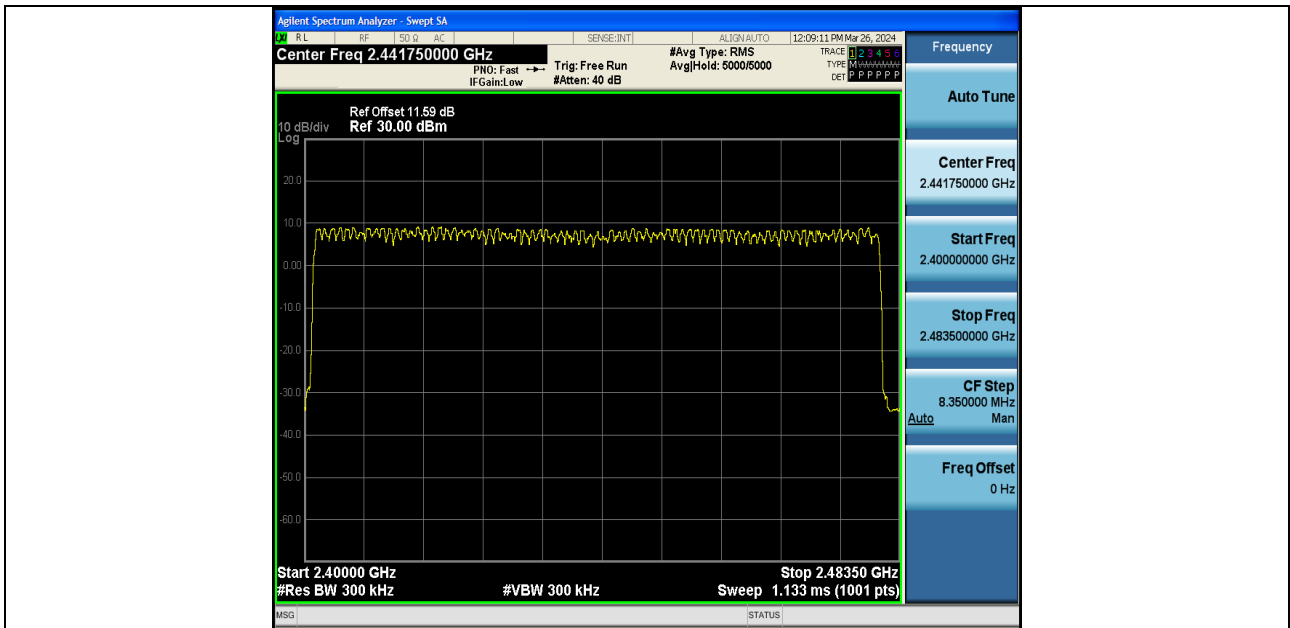 Agilent Spectrum Analyzer - Swept SA
LXI RL RF 50 Ω AC SENSE:INT ALIGN AUTO 12:09:11 PM Mar 26, 2024
Center Freq 2.441750000 GHz
PNO: Fast
IFGain:Low
Trig: Free Run
#Atten: 40 dB
#Avg Type: RMS
Avg|Hold: 5000/5000
TRACE 1 2 3 4 5 6
TYPE M
DET P P P P P P
Ref Offset 11.59 dB
10 dB/div Ref 30.00 dBm
Log
20.0
10.0
0.00
-10.0
-20.0
-30.0
-40.0
-50.0
-60.0
Start 2.40000 GHz Stop 2.48350 GHz
#Res BW 300 kHz #VBW 300 kHz Sweep 1.133 ms (1001 pts)
MSG STATUS
Frequency
Auto Tune
Center Freq
2.441750000 GHz
Start Freq
2.400000000 GHz
Stop Freq
2.483500000 GHz
CF Step
8.350000 MHz
Auto Man
Freq Offset
0 Hz